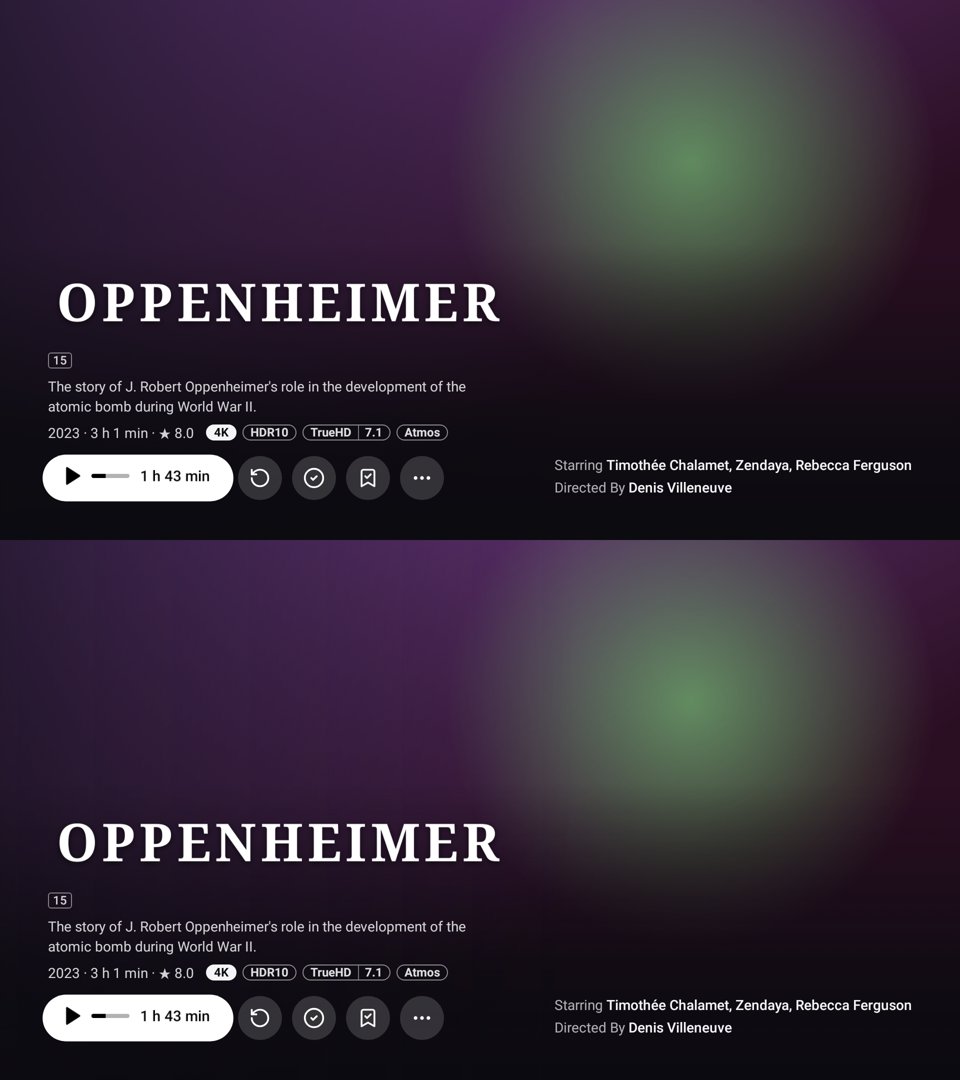 OPPENHEIMER
15
The story of J. Robert Oppenheimer's role in the development of the
atomic bomb during World War II.
2023 · 3 h 1 min · ★ 8.0 4K HDR10 TrueHD 7.1 Atmos
1 h 43 min
Starring Timothée Chalamet, Zendaya, Rebecca Ferguson
Directed By Denis Villeneuve
OPPENHEIMER
15
The story of J. Robert Oppenheimer's role in the development of the
atomic bomb during World War II.
2023 · 3 h 1 min · ★ 8.0 4K HDR10 TrueHD 7.1 Atmos
1 h 43 min
Starring Timothée Chalamet, Zendaya, Rebecca Ferguson
Directed By Denis Villeneuve